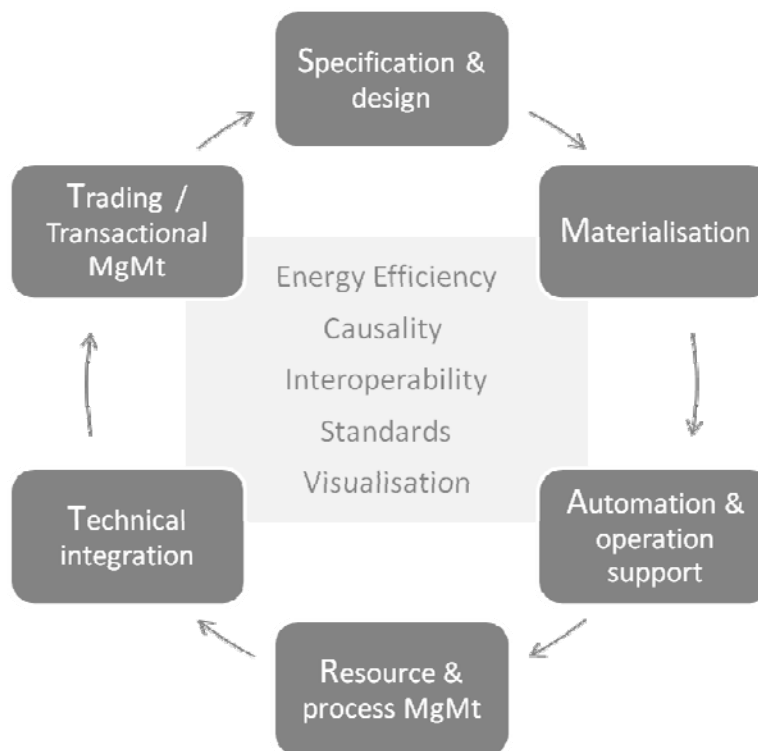 Specification &
design
Materialisation
Automation &
operation
support
Resource &
process MgMt
Technical
integration
Trading /
Transactional
MgMt
Energy Efficiency
Causality
Interoperability
Standards
Visualisation